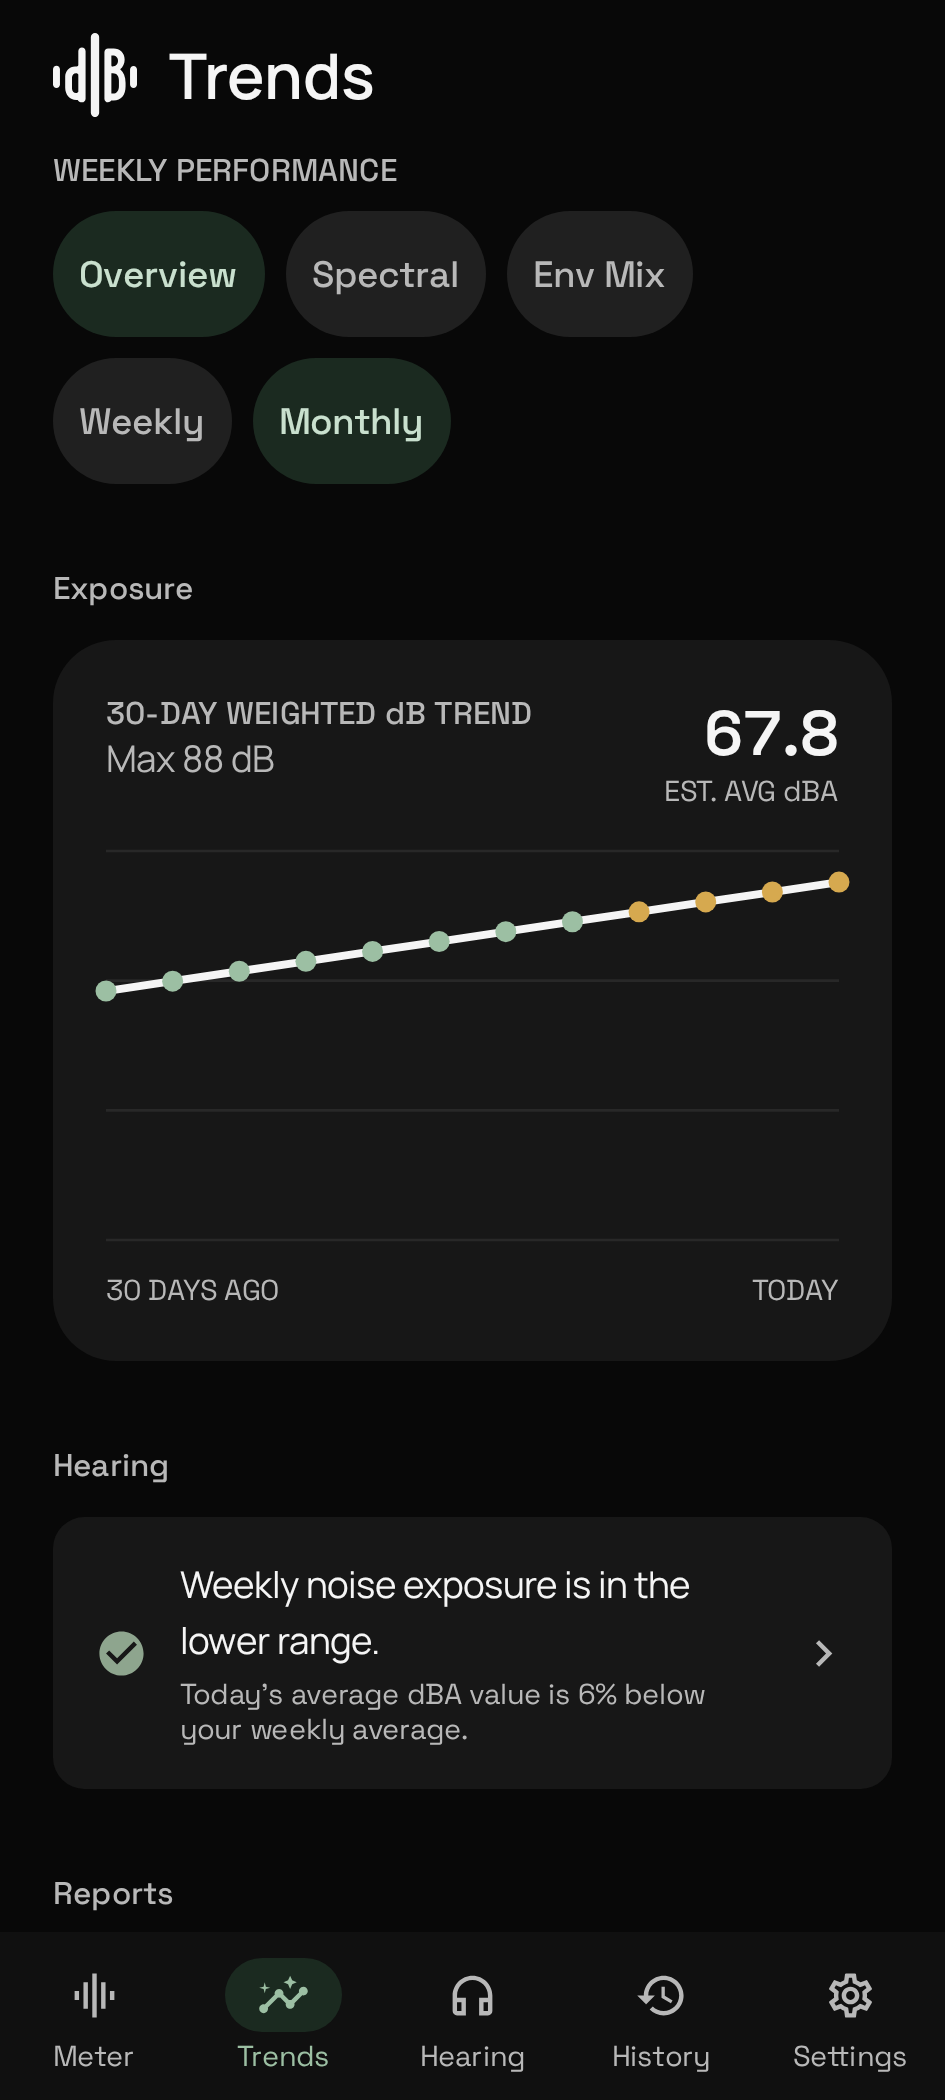 dB Trends
WEEKLY PERFORMANCE
Overview Spectral Env Mix
Weekly Monthly
Exposure
30-DAY WEIGHTED dB TREND
Max 88 dB
67.8
EST. AVG dBA
30 DAYS AGO TODAY
Hearing
Weekly noise exposure is in the
lower range.
Today's average dBA value is 6% below
your weekly average.
Reports
Meter Trends Hearing History Settings